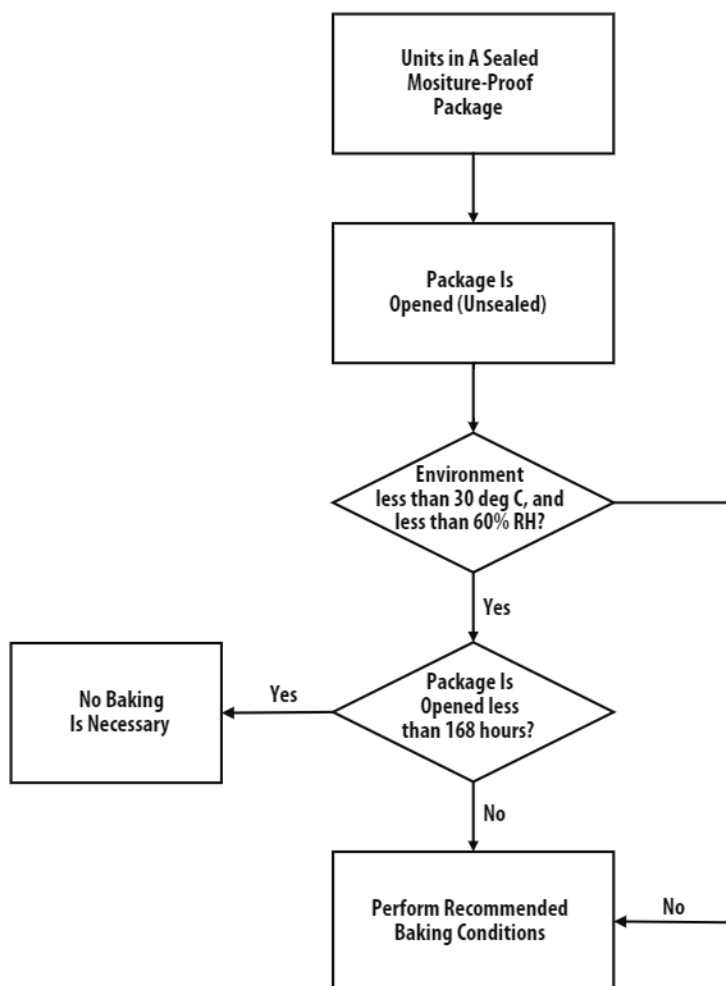 Units in A Sealed
Mositure-Proof
Package
Package Is
Opened (Unsealed)
Environment
less than 30 deg C, and
less than 60% RH?
Yes
No Baking
Is Necessary
Yes
Package Is
Opened less
than 168 hours?
No
Perform Recommended
Baking Conditions
No